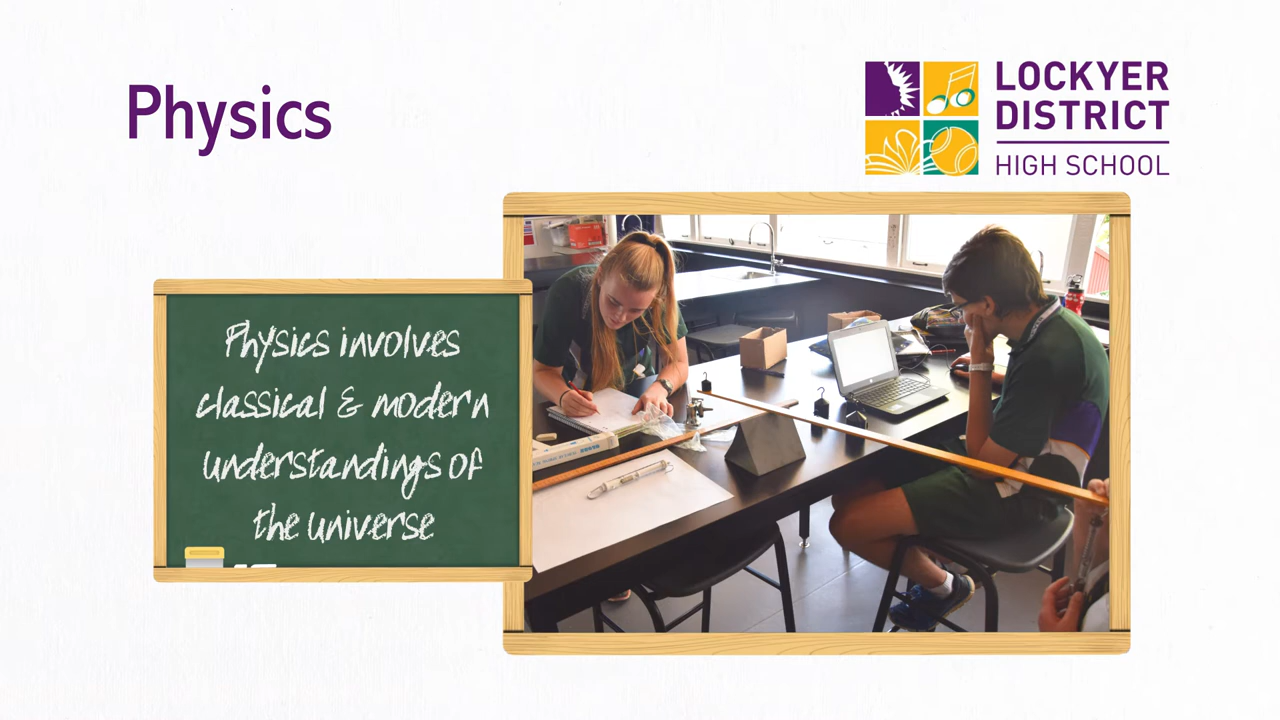 Physics
LOCKYER
DISTRICT
HIGH SCHOOL
Physics involves
classical & modern
understandings of
the universe